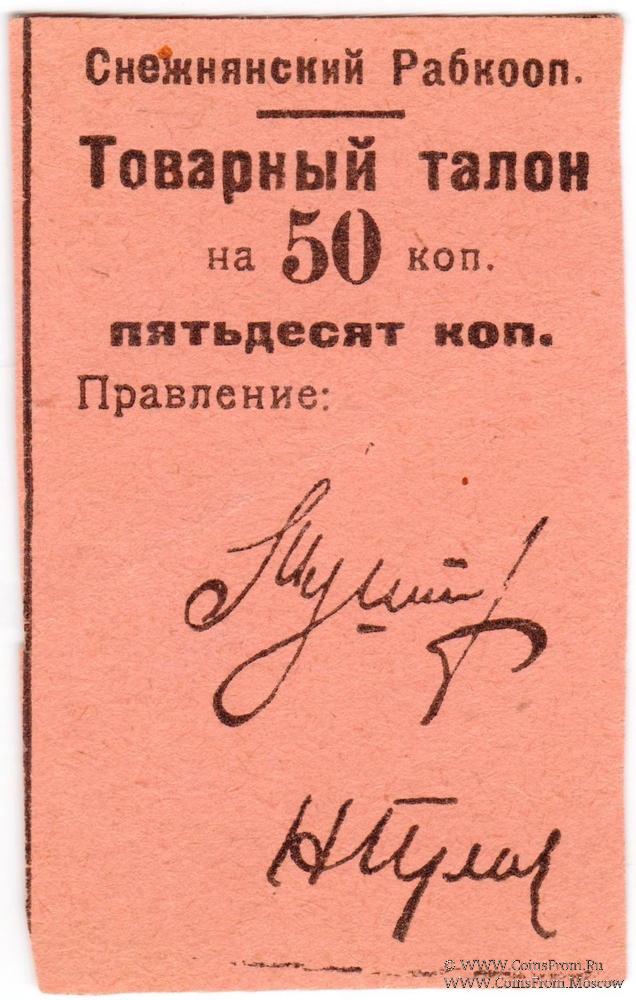 Снежнянский Рабкооп.
Товарный талон
на 50 коп.
пятьдесят коп.
Правление:
© WWW.CoinsFrom.Ru
WWW.CoinsFrom.Moscow